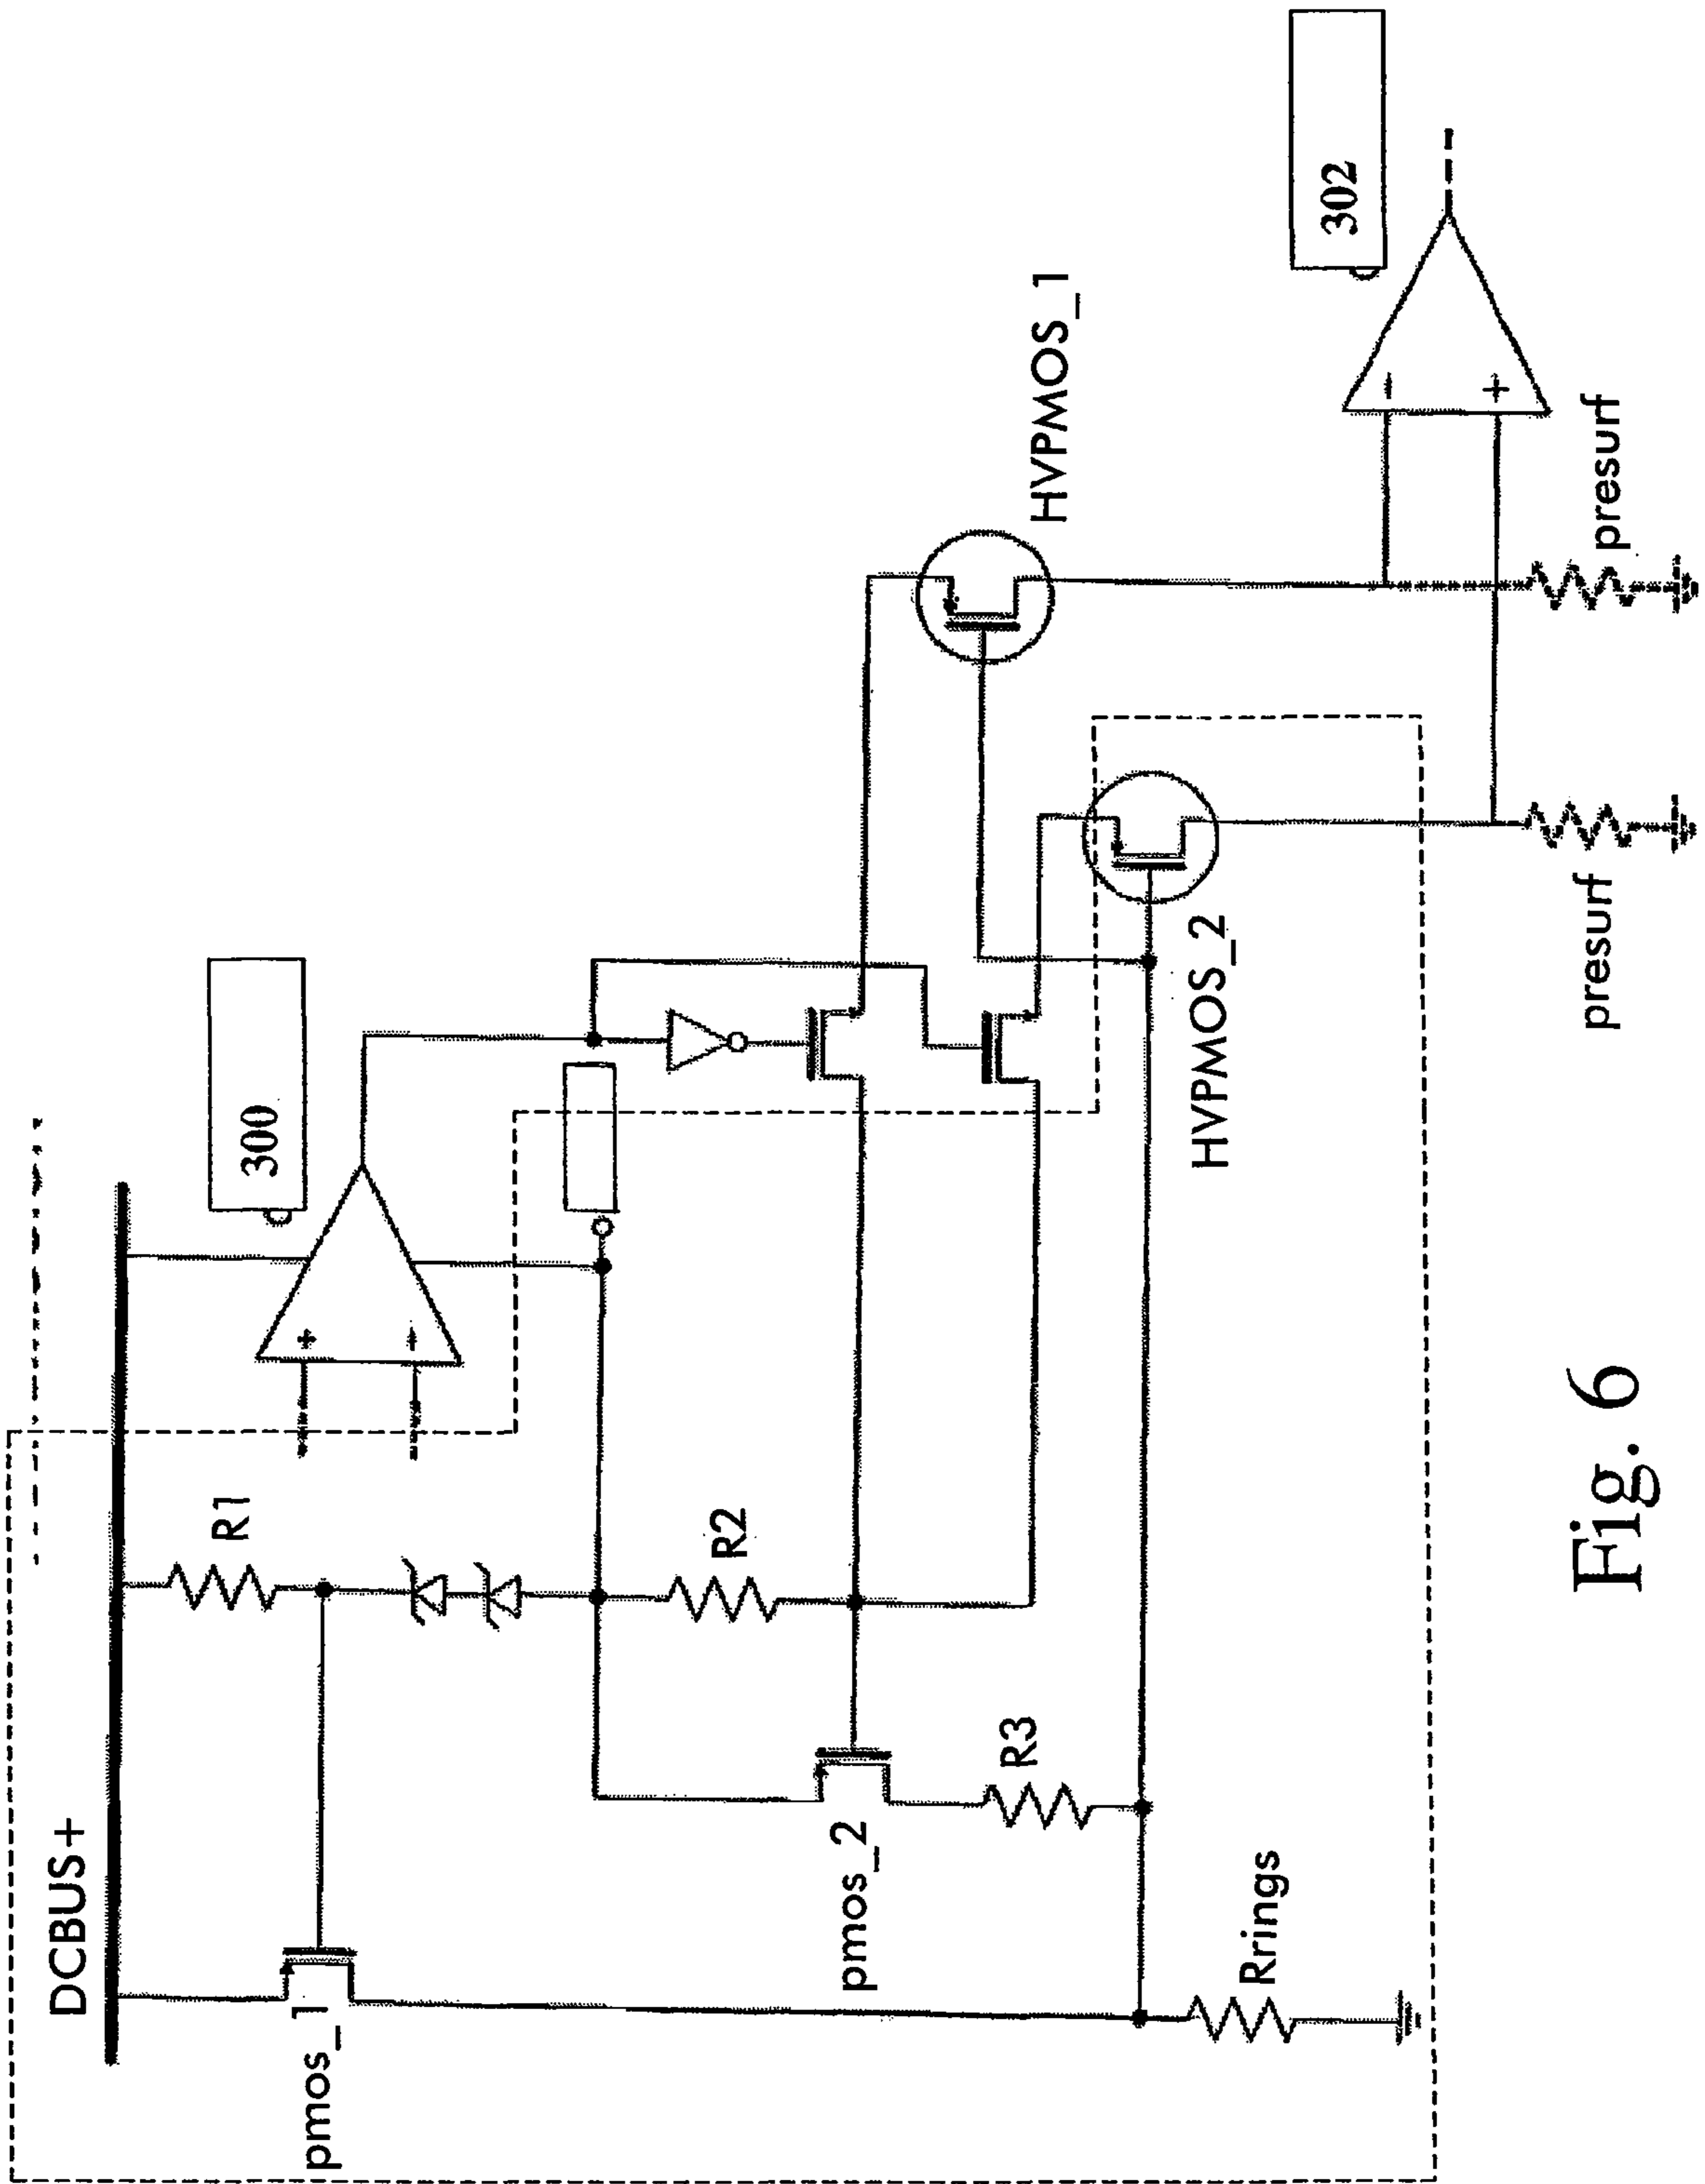 DCBUS+
R1
300
+
-
pmos_1
R2
pmos_2
R3
HVPMOS_1
HVPMOS_2
Rrings
302
-
+
presurf
presurf
Fig. 6